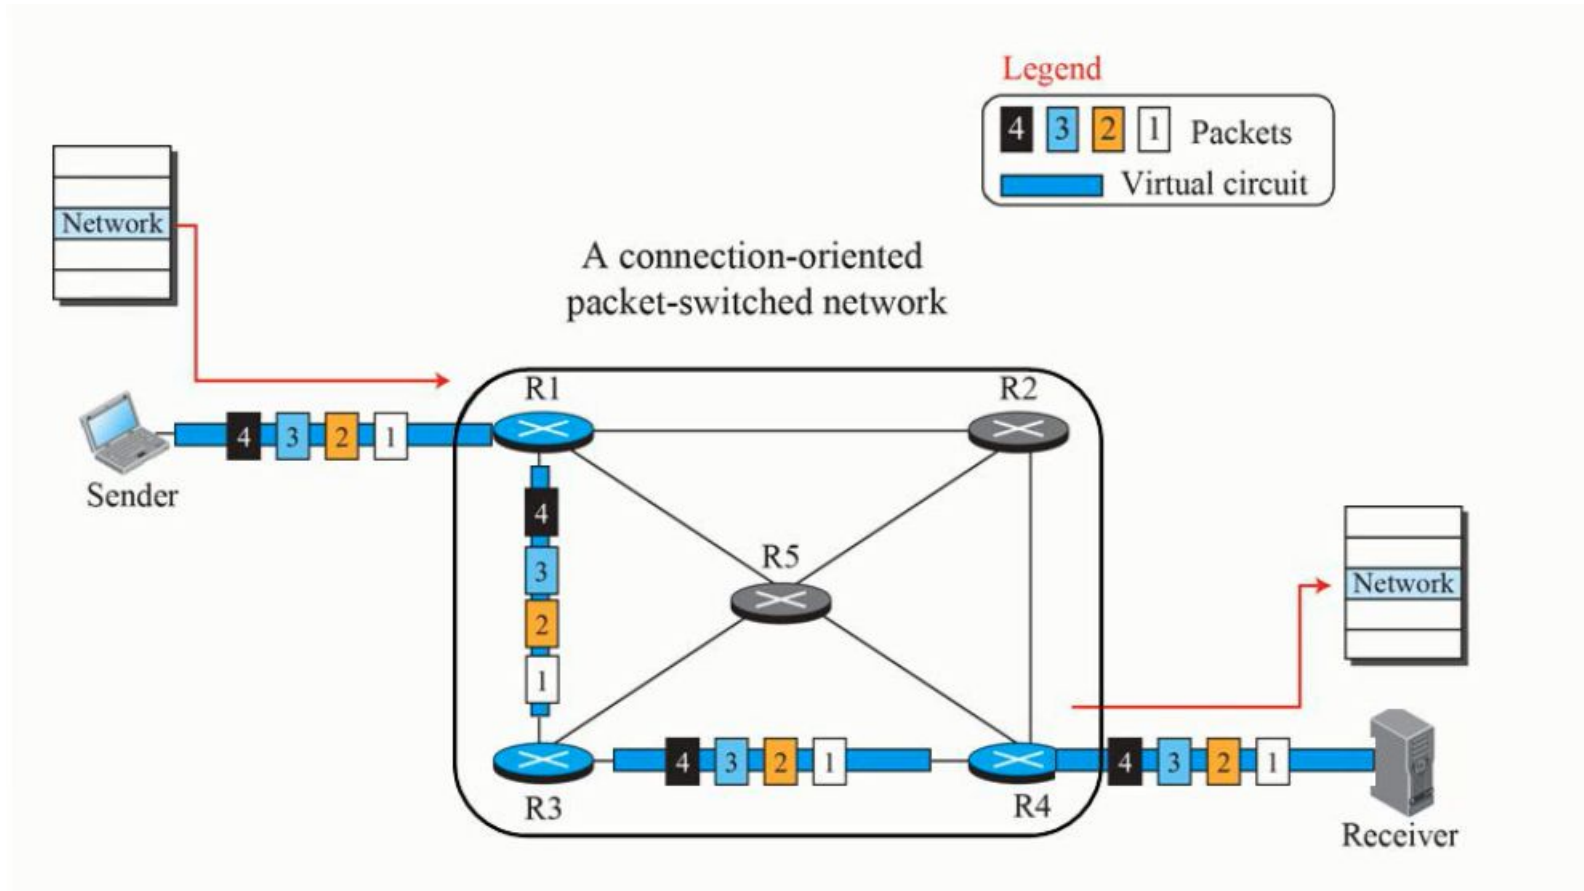 Legend
4 3 2 1 Packets
Virtual circuit
Network
A connection-oriented
packet-switched network
R1
R2
4 3 2 1
Sender
4
3
2
1
R5
Network
R3
4 3 2 1
R4
4 3 2 1
Receiver